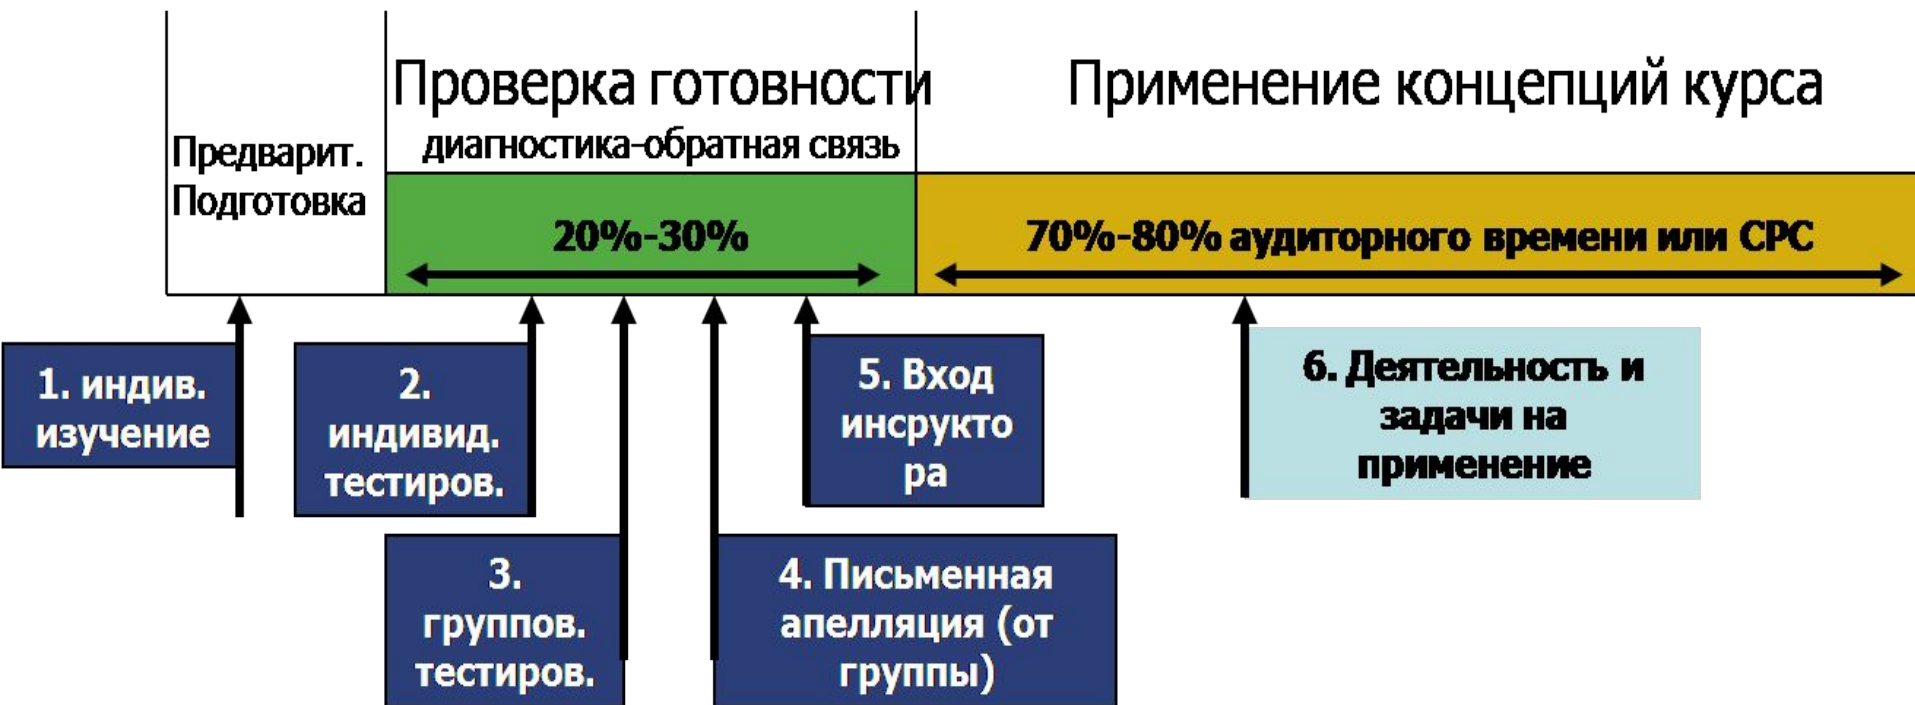 Предварит.
Подготовка
Проверка готовности
диагностика-обратная связь
Применение концепций курса
20%-30%
70%-80% аудиторного времени или СРС
1. индив.
изучение
2.
индивид.
тестиров.
3.
группов.
тестиров.
4. Письменная
апелляция (от
группы)
5. Вход
инсрукто
ра
6. Деятельность и
задачи на
применение